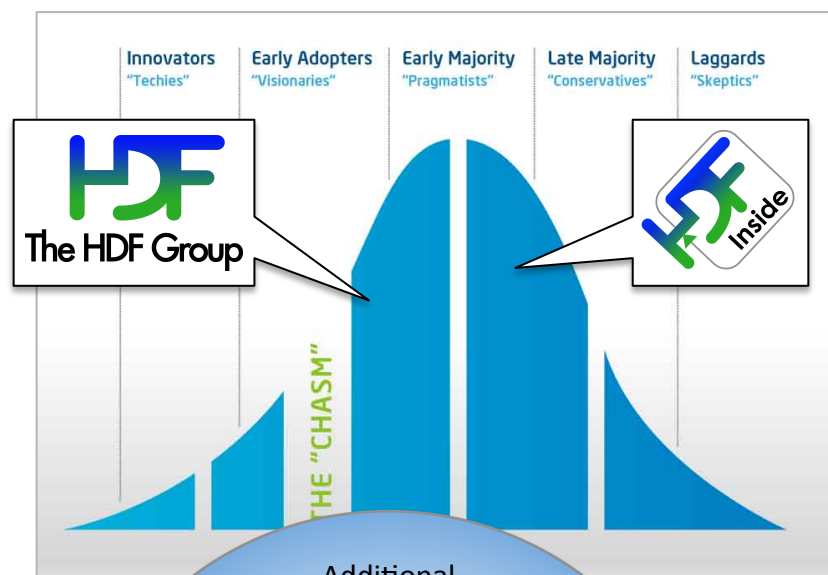 Innovators
"Techies"
Early Adopters
"Visionaries"
Early Majority
"Pragmatists"
Late Majority
"Conservatives"
Laggards
"Skeptics"
HDF
The HDF Group
HDF
Inside
THE "CHASM"
Additional